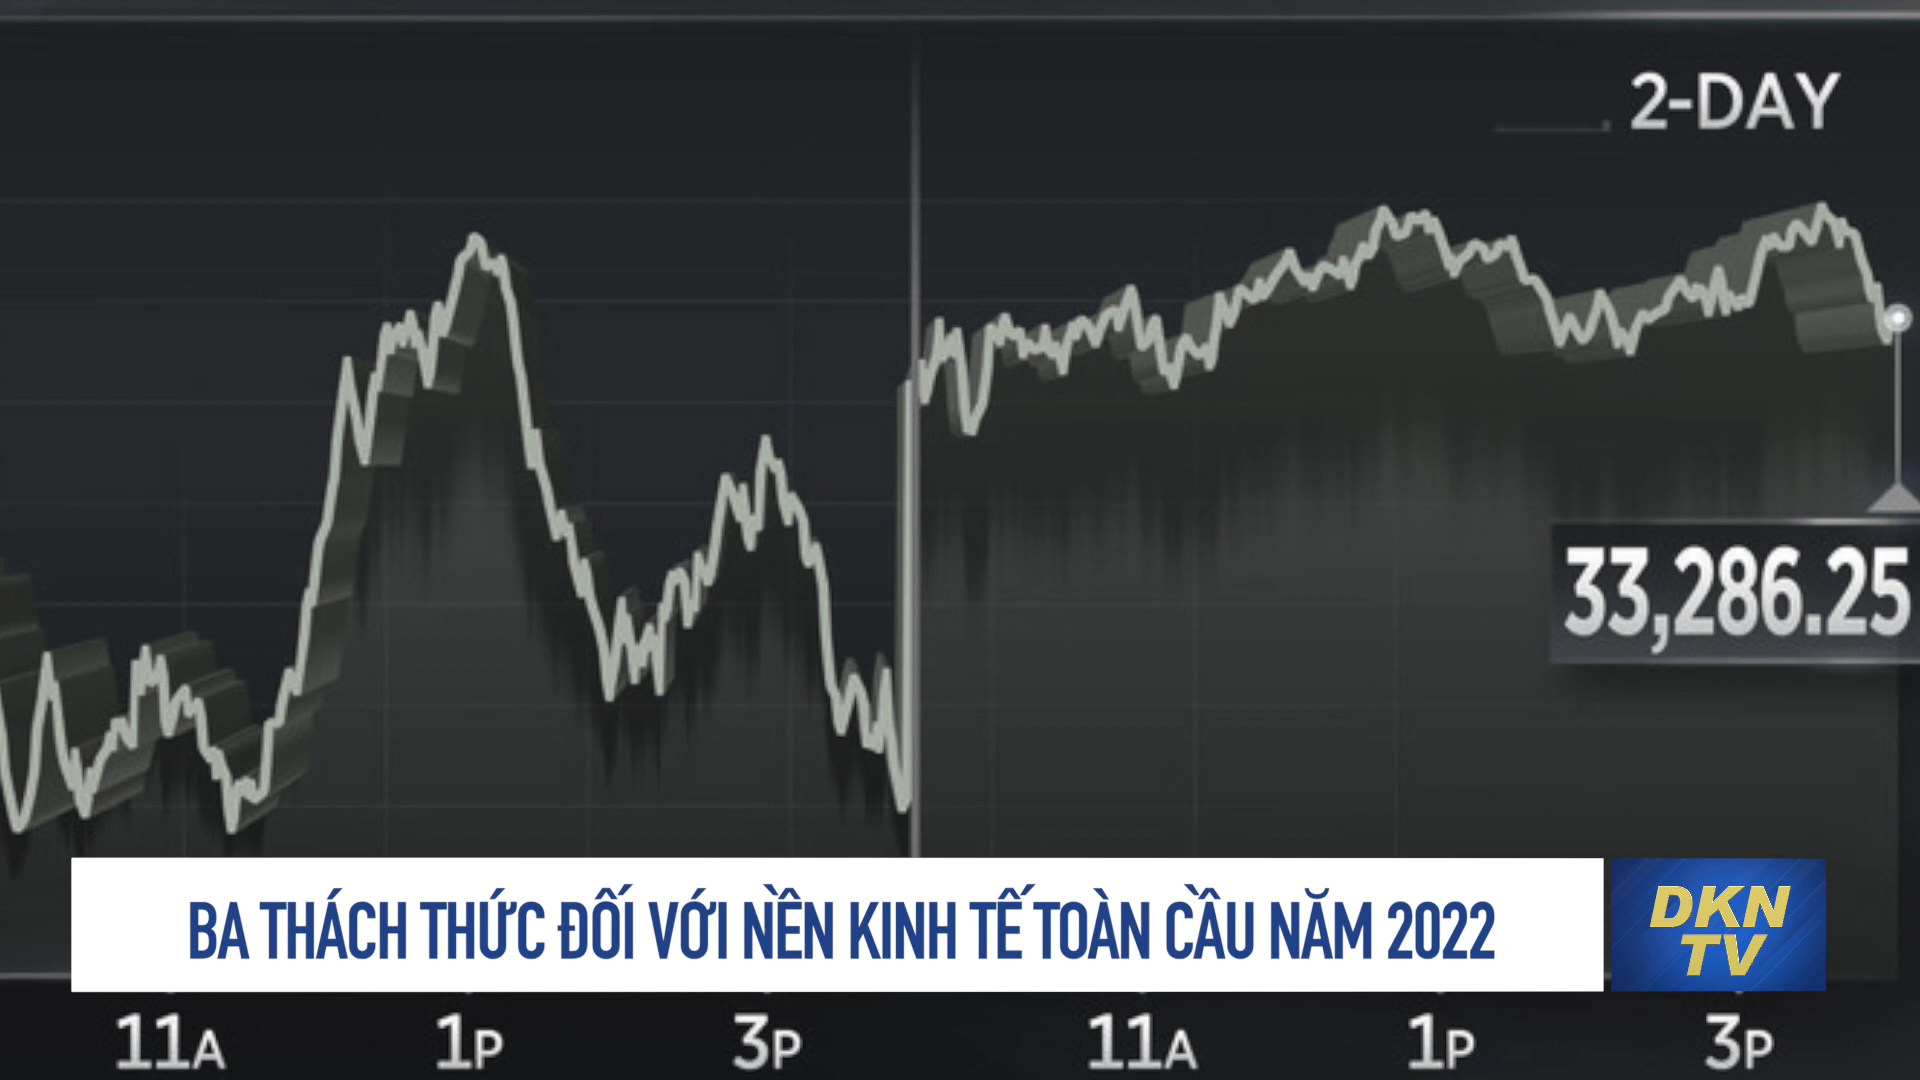 2-DAY
33,286.25
BA THÁCH THỨC ĐỐI VỚI NỀN KINH TẾ TOÀN CẦU NĂM 2022
DKN
TV
11A 1P 3P 11A 1P 3P